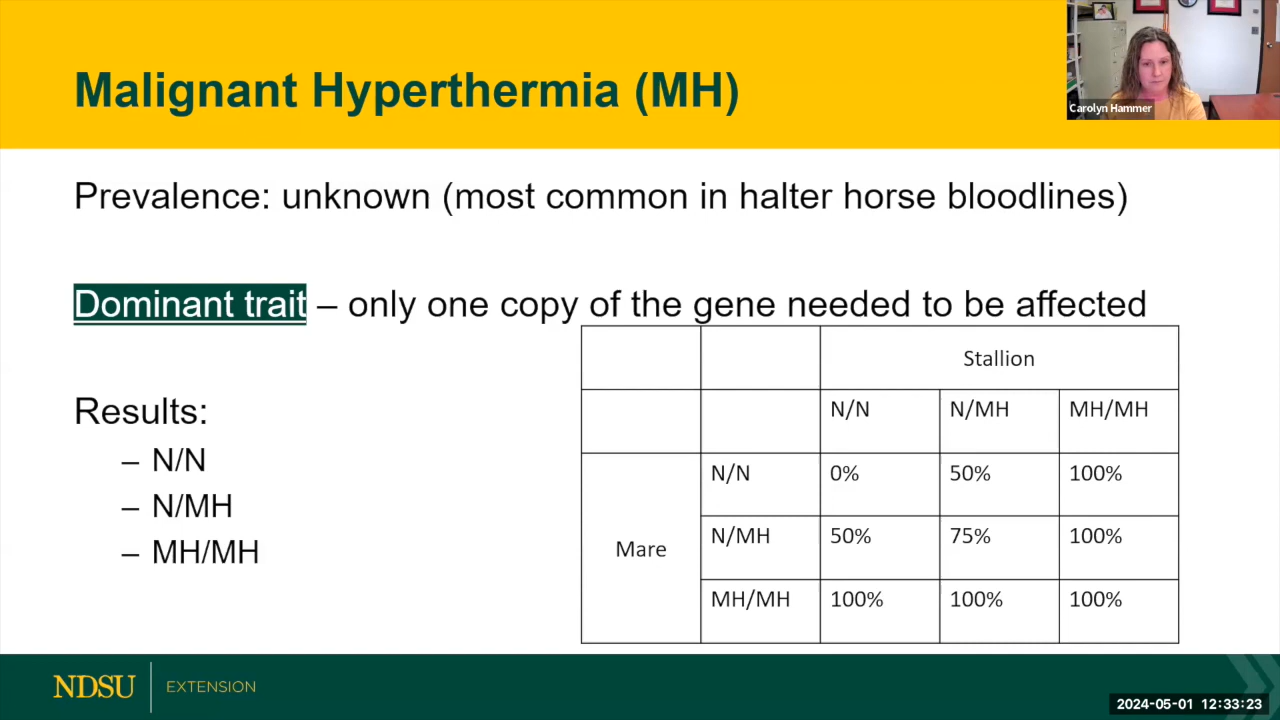 Malignant Hyperthermia (MH)
Carolyn Hammer
Prevalence: unknown (most common in halter horse bloodlines)
Dominant trait – only one copy of the gene needed to be affected
Results:
– N/N
– N/MH
– MH/MH
Stallion
N/N N/MH MH/MH
Mare
N/N 0% 50% 100%
N/MH 50% 75% 100%
MH/MH 100% 100% 100%
NDSU EXTENSION
2024-05-01 12:33:23